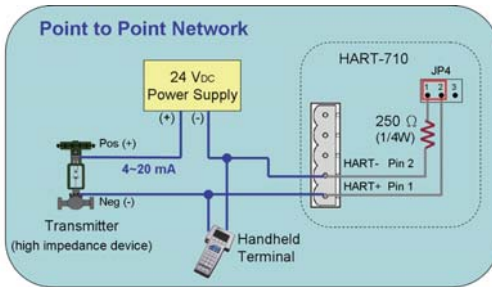 Point to Point Network
24 VDC
Power Supply
(+) (-)
HART-710
JP4
1 2 3
250 Ω
(1/4W)
Pos (+)
4~20 mA
HART- Pin 2
HART+ Pin 1
Neg (-)
Transmitter
(high impedance device)
Handheld
Terminal